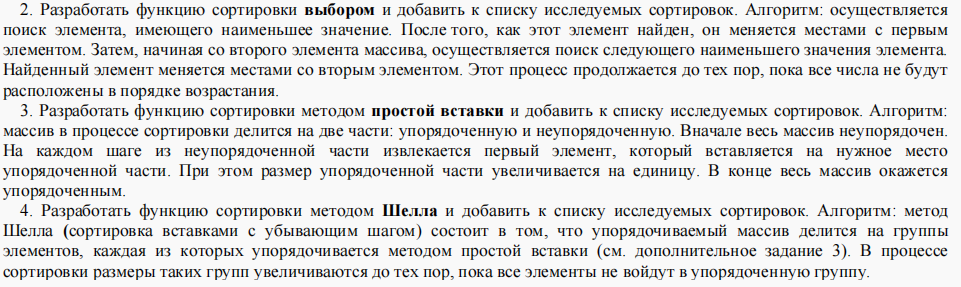 2. Разработать функцию сортировки выбором и добавить к списку исследуемых сортировок. Алгоритм: осуществляется
поиск элемента, имеющего наименьшее значение. После того, как этот элемент найден, он меняется местами с первым
элементом. Затем, начиная со второго элемента массива, осуществляется поиск следующего наименьшего значения элемента.
Найденный элемент меняется местами со вторым элементом. Этот процесс продолжается до тех пор, пока все числа не будут
расположены в порядке возрастания.
3. Разработать функцию сортировки методом простой вставки и добавить к списку исследуемых сортировок. Алгоритм:
массив в процессе сортировки делится на две части: упорядоченную и неупорядоченную. Вначале весь массив неупорядочен.
На каждом шаге из неупорядоченной части извлекается первый элемент, который вставляется на нужное место
упорядоченной части. При этом размер упорядоченной части увеличивается на единицу. В конце весь массив окажется
упорядоченным.
4. Разработать функцию сортировки методом Шелла и добавить к списку исследуемых сортировок. Алгоритм: метод
Шелла (сортировка вставками с убывающим шагом) состоит в том, что упорядочиваемый массив делится на группы
элементов, каждая из которых упорядочивается методом простой вставки (см. дополнительное задание 3). В процессе
сортировки размеры таких групп увеличиваются до тех пор, пока все элементы не войдут в упорядоченную группу.